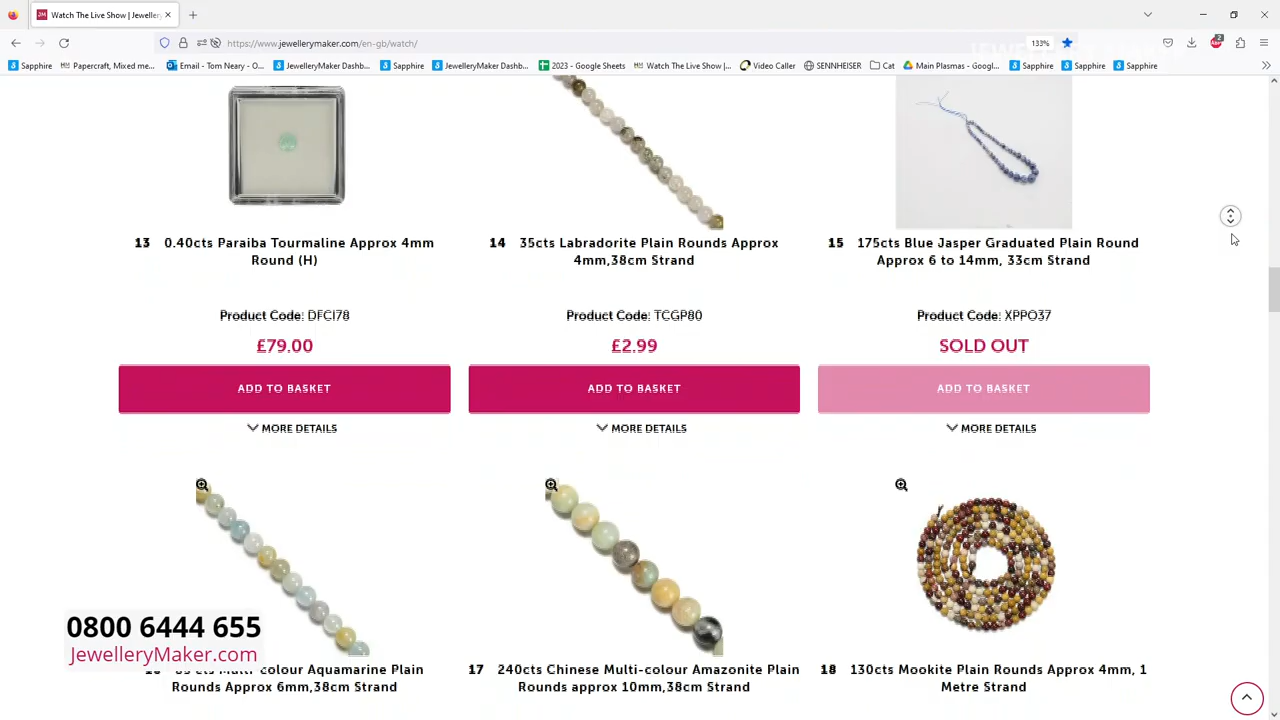 Watch The Live Show | Jeweller
https://www.jewellerymaker.com/en-gb/watch/
133%
2
Sapphire
Papercraft, Mixed me...
Email - Tom Neary - O...
JewelleryMaker Dashb...
Sapphire
JewelleryMaker Dashb...
2023 - Google Sheets
Watch The Live Show |...
Video Caller
SENNHEISER
Cat
Main Plasmas - Googl...
Sapphire
Sapphire
Sapphire
13 0.40cts Paraiba Tourmaline Approx 4mm
Round (H)
Product Code: DFCI78
£79.00
ADD TO BASKET
MORE DETAILS
14 35cts Labradorite Plain Rounds Approx
4mm,38cm Strand
Product Code: TCGP80
£2.99
ADD TO BASKET
MORE DETAILS
15 175cts Blue Jasper Graduated Plain Round
Approx 6 to 14mm, 33cm Strand
Product Code: XPPO37
SOLD OUT
ADD TO BASKET
MORE DETAILS
0800 6444 655
JewelleryMaker.com
colour Aquamarine Plain
Rounds Approx 6mm,38cm Strand
17 240cts Chinese Multi-colour Amazonite Plain
Rounds approx 10mm,38cm Strand
18 130cts Mookite Plain Rounds Approx 4mm, 1
Metre Strand